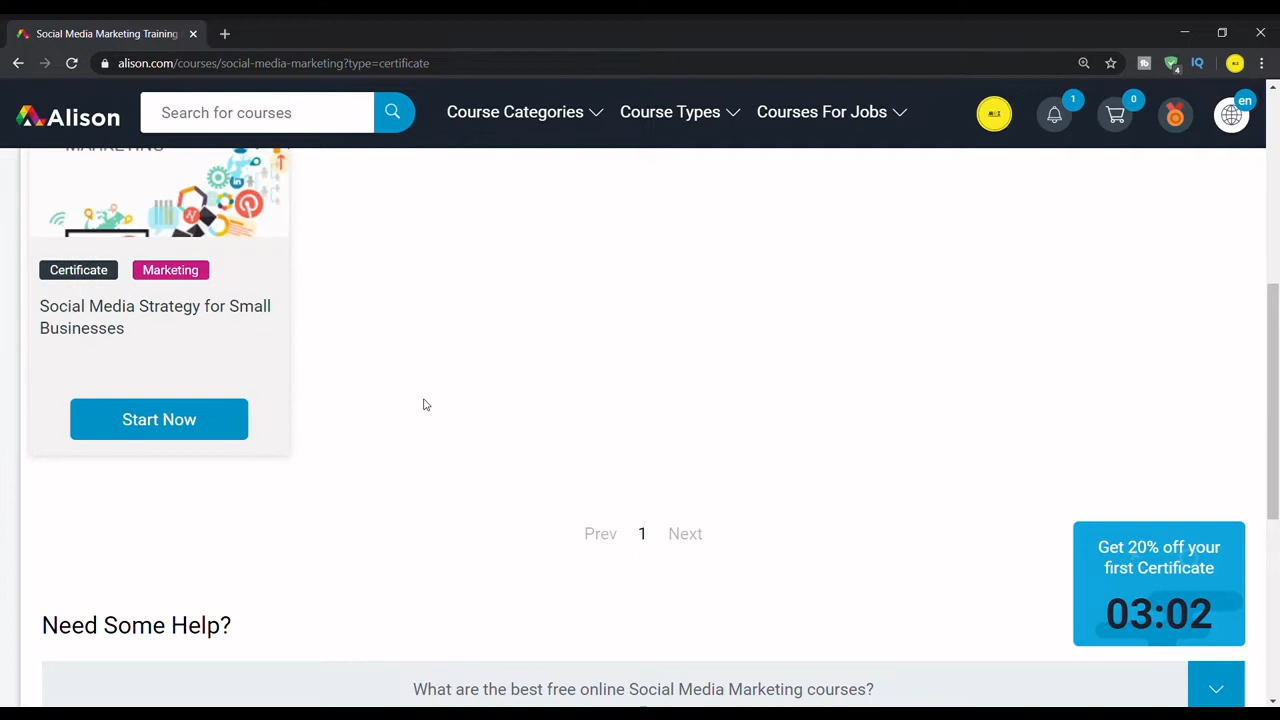 Social Media Marketing Training
alison.com/courses/social-media-marketing?type=certificate
4
IQ
Alison
Search for courses
Course Categories
Course Types
Courses For Jobs
1
0
en
MARKETING
Certificate
Marketing
Social Media Strategy for Small
Businesses
Start Now
Prev
1
Next
Get 20% off your
first Certificate
03:02
Need Some Help?
What are the best free online Social Media Marketing courses?